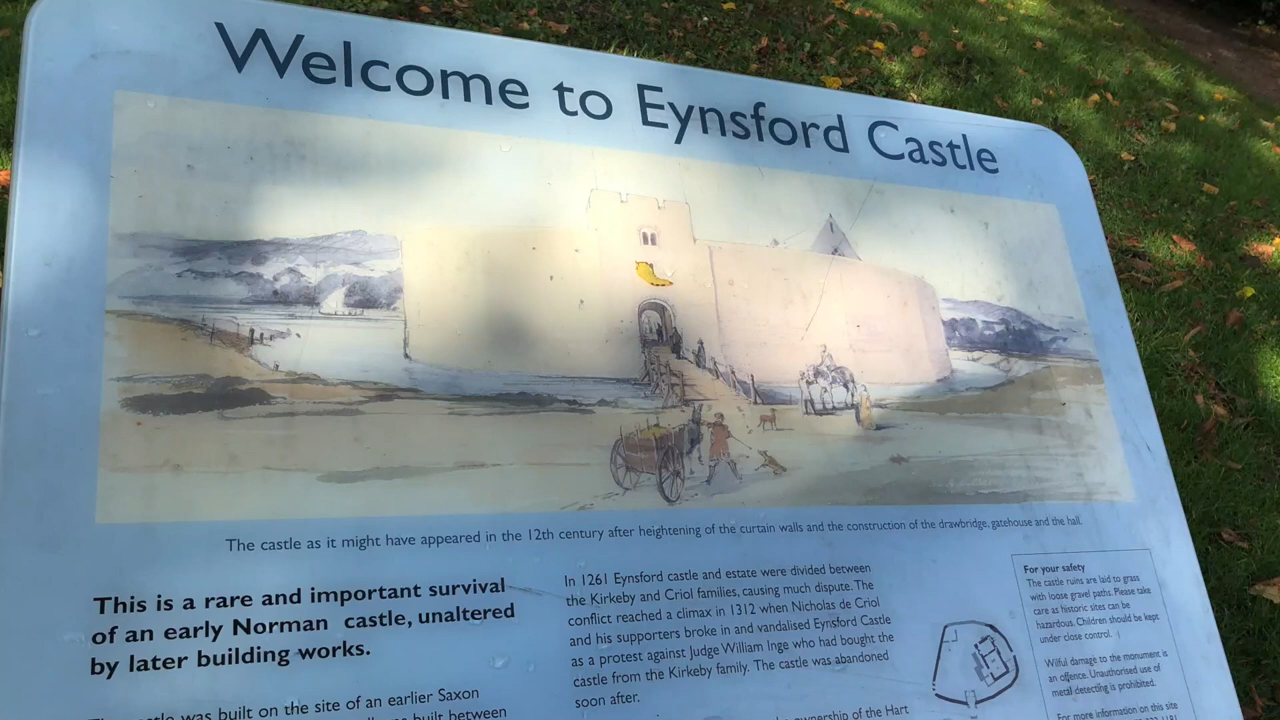 Welcome to Eynsford Castle
The castle as it might have appeared in the 12th century after heightening of the curtain walls and the construction of the drawbridge, gatehouse and the hall.
This is a rare and important survival
of an early Norman castle, unaltered
by later building works.
castle was built on the site of an earlier Saxon
built between
In 1261 Eynsford castle and estate were divided between
the Kirkeby and Criol families, causing much dispute. The
conflict reached a climax in 1312 when Nicholas de Criol
and his supporters broke in and vandalised Eynsford Castle
as a protest against Judge William Inge who had bought the
castle from the Kirkeby family. The castle was abandoned
soon after.
ownership of the Hart
For your safety
The castle ruins are laid to grass
with loose gravel paths. Please take
care as historic sites can be
hazardous. Children should be kept
under close control.
Wilful damage to the monument is
an offence. Unauthorised use of
metal detecting is prohibited.
For more information on this site